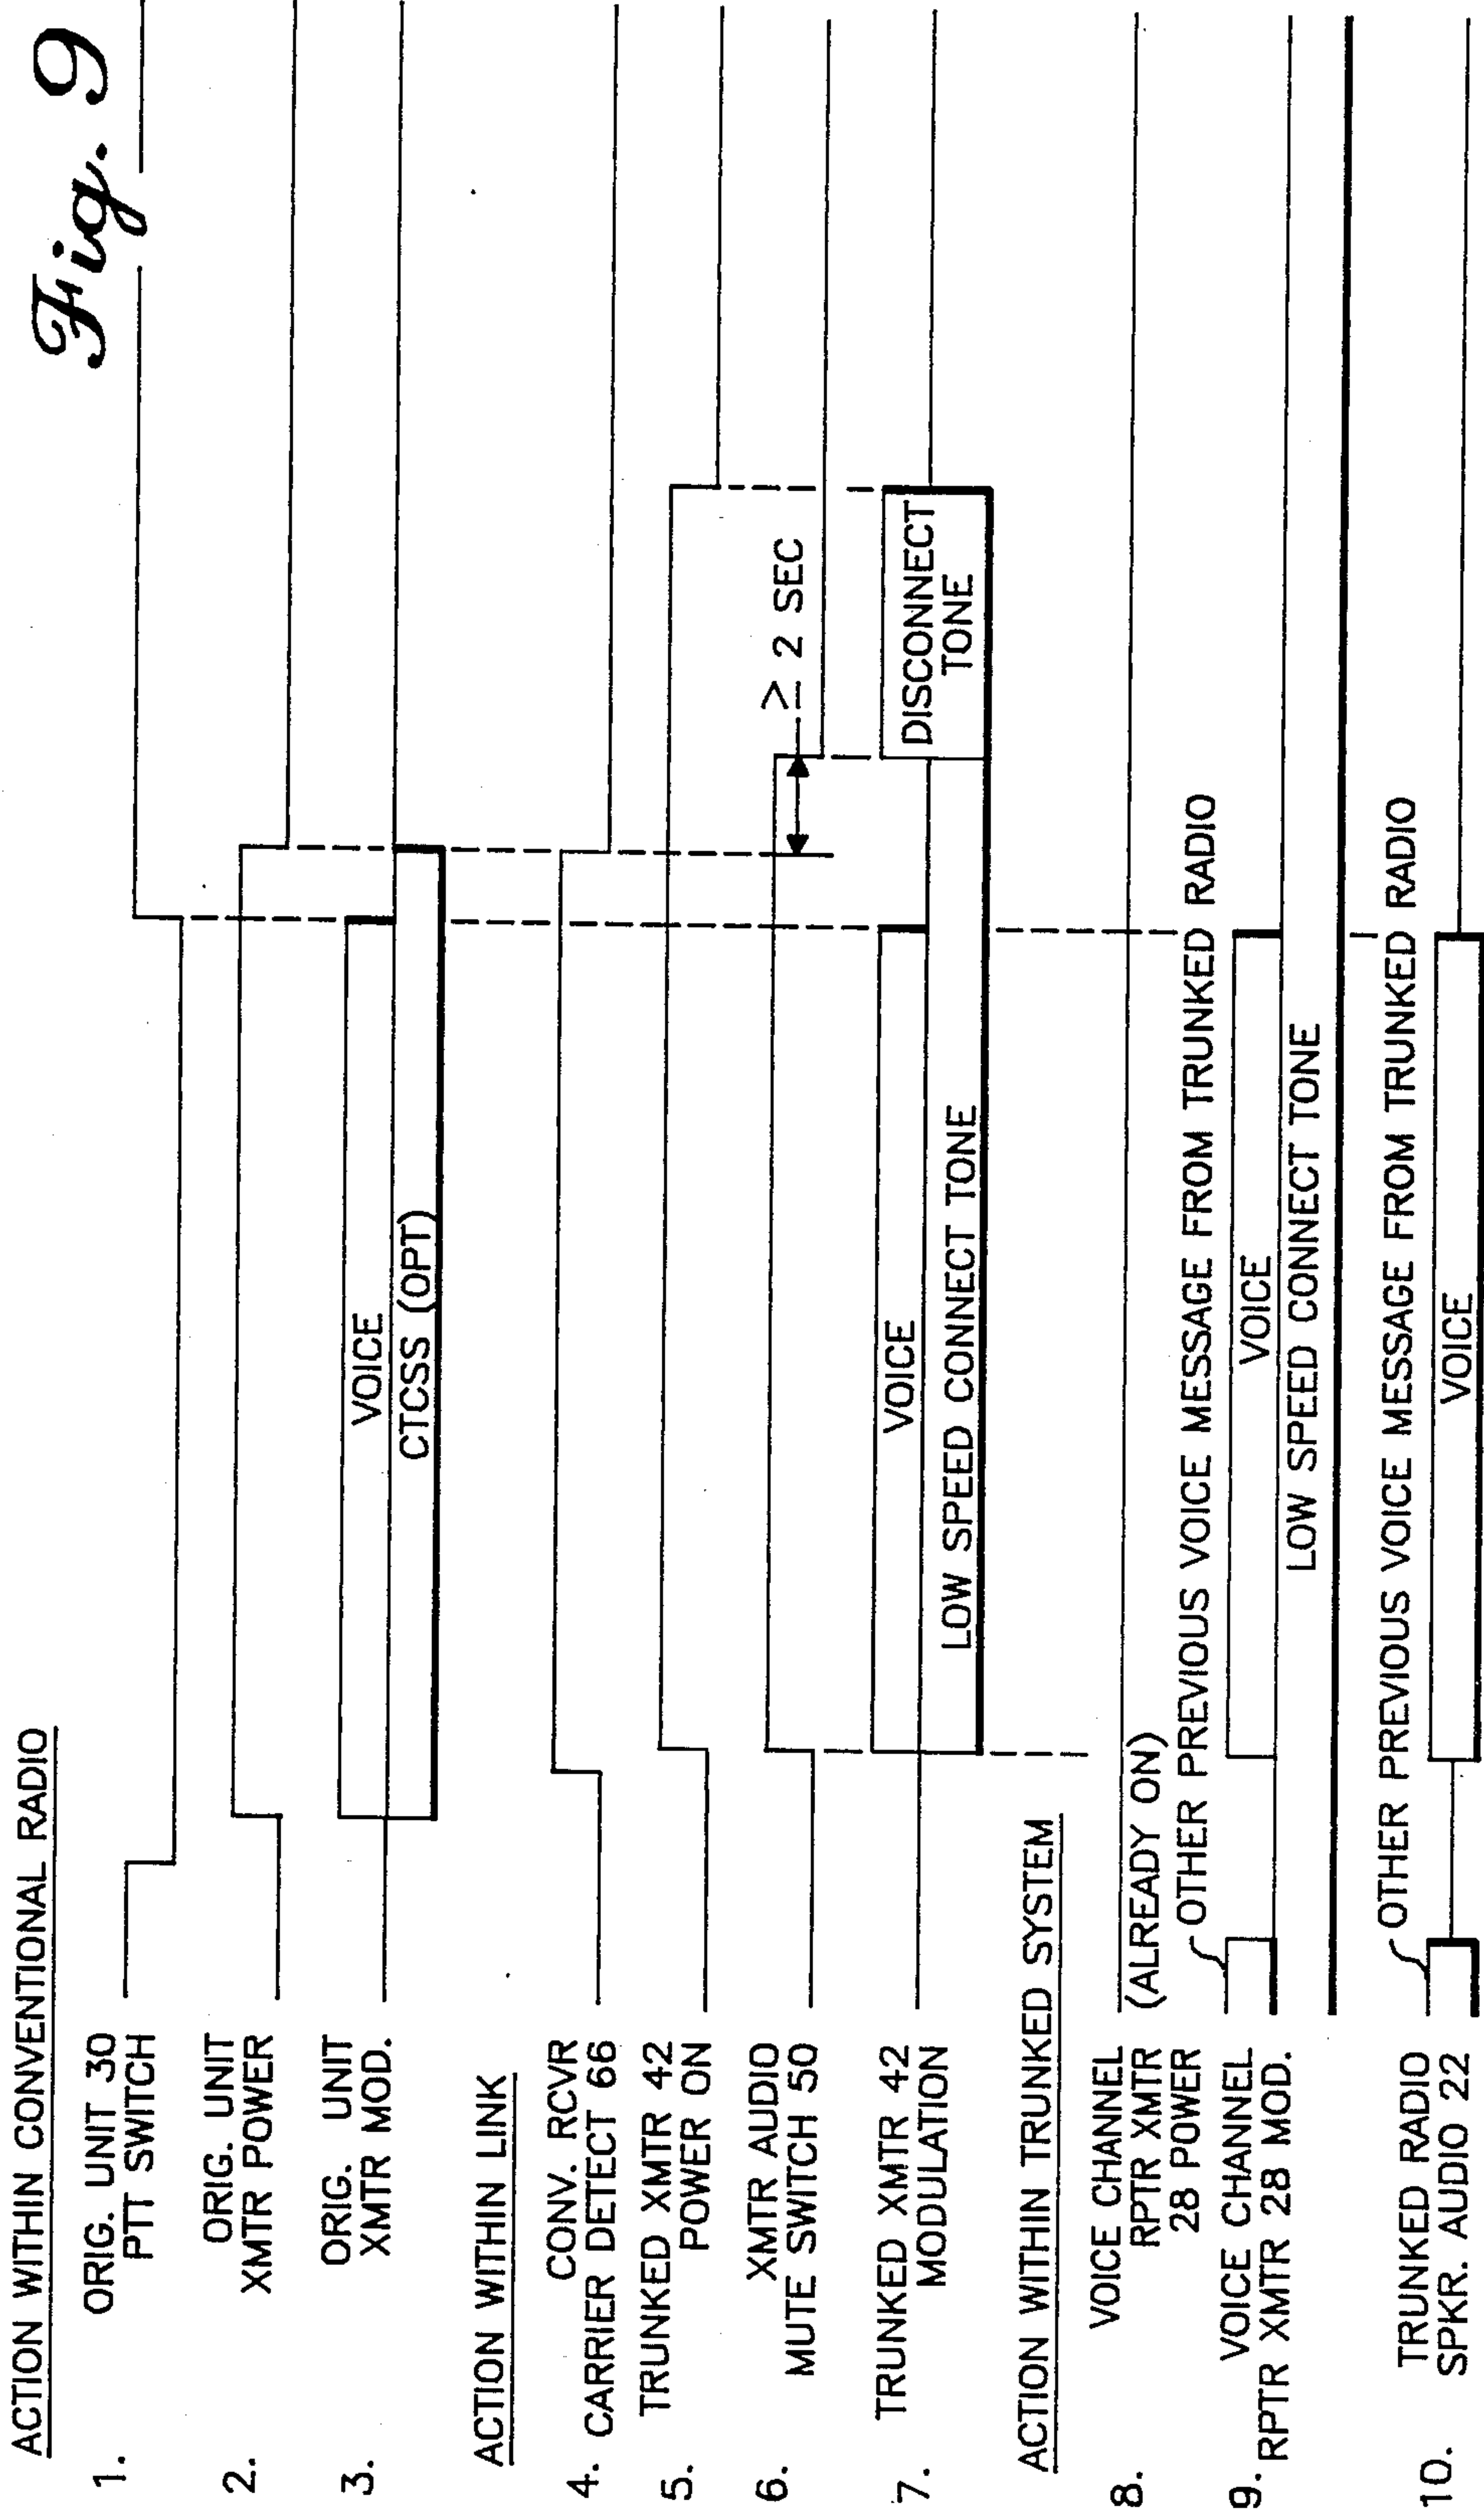 Fig. 9
ACTION WITHIN CONVENTIONAL RADIO
1. ORIG. UNIT 30
PTT SWITCH
2. ORIG. UNIT
XMTR POWER
3. ORIG. UNIT
XMTR MOD.
VOICE
CTCSS (OPT)
ACTION WITHIN LINK
4. CONV. RCVR
CARRIER DETECT 66
5. TRUNKED XMTR 42
POWER ON
6. XMTR AUDIO
MUTE SWITCH 50
> 2 SEC
7. TRUNKED XMTR 42
MODULATION
VOICE
LOW SPEED CONNECT TONE
DISCONNECT
TONE
ACTION WITHIN TRUNKED SYSTEM
8. VOICE CHANNEL
RPTR XMTR
28 POWER
(ALREADY ON)
9. VOICE CHANNEL
RPTR XMTR 28 MOD.
OTHER PREVIOUS VOICE MESSAGE FROM TRUNKED RADIO
VOICE
LOW SPEED CONNECT TONE
10. TRUNKED RADIO
SPKR. AUDIO 22
OTHER PREVIOUS VOICE MESSAGE FROM TRUNKED RADIO
VOICE